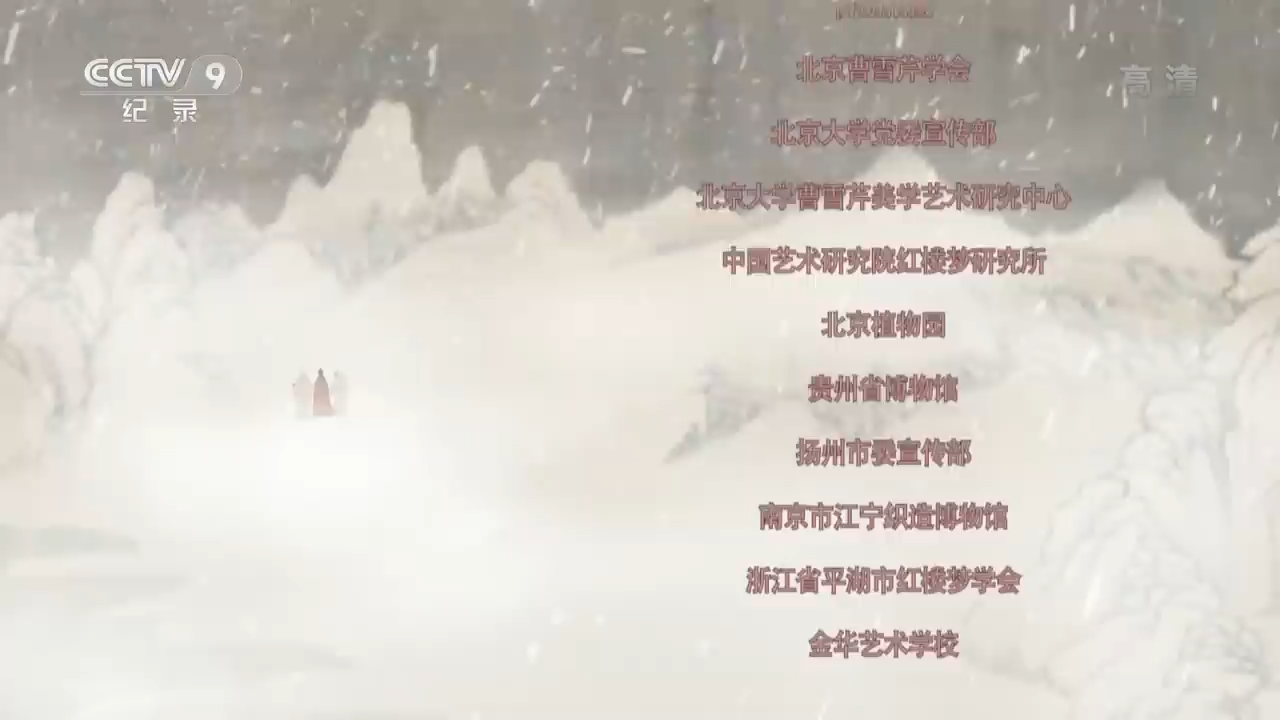 CCTV 9
纪录
高清
北京曹雪芹学会
北京大学党委宣传部
北京大学曹雪芹美学艺术研究中心
中国艺术研究院红楼梦研究所
北京植物园
贵州省博物馆
扬州市委宣传部
南京市江宁织造博物馆
浙江省平湖市红楼梦学会
金华艺术学校